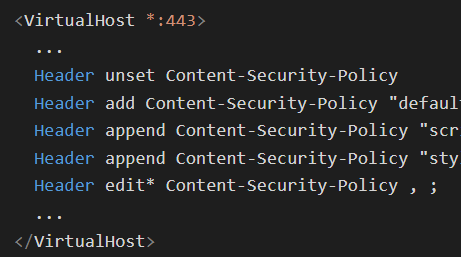 <VirtualHost *:443>
...
Header unset Content-Security-Policy
Header add Content-Security-Policy "defaul
Header append Content-Security-Policy "scr
Header append Content-Security-Policy "sty
Header edit* Content-Security-Policy , ;
...
</VirtualHost>